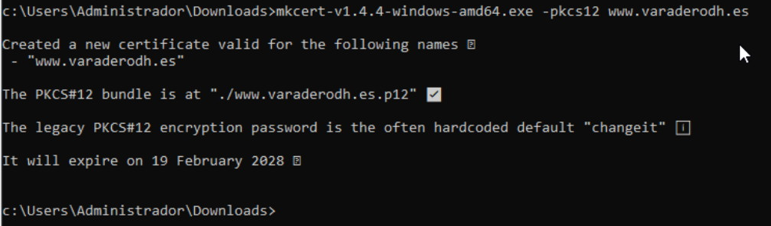 c:\Users\Administrador\Downloads>mkcert-v1.4.4-windows-amd64.exe -pkcs12 www.varaderodh.es
Created a new certificate valid for the following names
- "www.varaderodh.es"
The PKCS#12 bundle is at "./www.varaderodh.es.p12" ✅
The legacy PKCS#12 encryption password is the often hardcoded default "changeit" ℹ
It will expire on 19 February 2028
c:\Users\Administrador\Downloads>